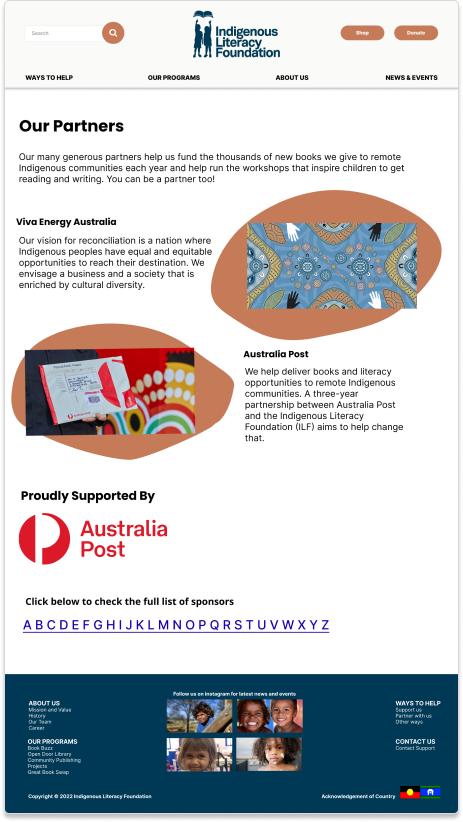 Search
Indigenous
Literacy
Foundation
Shop
Donate
WAYS TO HELP
OUR PROGRAMS
ABOUT US
NEWS & EVENTS
Our Partners
Our many generous partners help us fund the thousands of new books we give to remote
Indigenous communities each year and help run the workshops that inspire children to get
reading and writing. You can be a partner too!
Viva Energy Australia
Our vision for reconciliation is a nation where
Indigenous peoples have equal and equitable
opportunities to reach their destination. We
envisage a business and a society that is
enriched by cultural diversity.
Australia Post
We help deliver books and literacy
opportunities to remote Indigenous
communities. A three-year
partnership between Australia Post
and the Indigenous Literacy
Foundation (ILF) aims to help change
that.
Proudly Supported By
Australia
Post
Click below to check the full list of sponsors
A B C D E F G H I J K L M N O P Q R S T U V W X Y Z
Follow us on Instagram for latest news and events
ABOUT US
Mission and Value
History
Our Team
Career
OUR PROGRAMS
Book Buzz
Open Door Library
Community Publishing
Projects
Great Book Swap
WAYS TO HELP
Support us
Partner with us
Other ways
CONTACT US
Contact Support
Copyright © 2022 Indigenous Literacy Foundation
Acknowledgement of Country